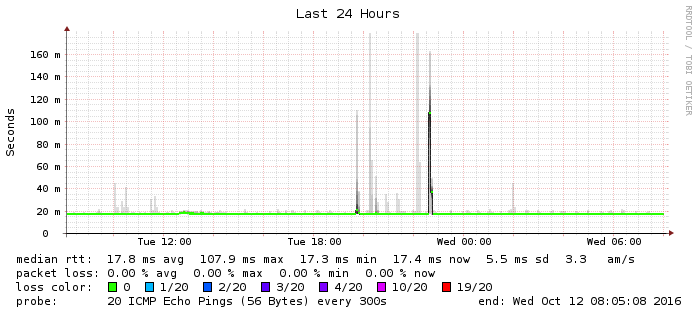 Last 24 Hours
RRDTOOL / TOBI OETIKER
Seconds
160 m
140 m
120 m
100 m
80 m
60 m
40 m
20 m
0
Tue 12:00 Tue 18:00 Wed 00:00 Wed 06:00
median rtt: 17.8 ms avg 107.9 ms max 17.3 ms min 17.4 ms now 5.5 ms sd 3.3 am/s
packet loss: 0.00 % avg 0.00 % max 0.00 % min 0.00 % now
loss color: 0 1/20 2/20 3/20 4/20 10/20 19/20
probe: 20 ICMP Echo Pings (56 Bytes) every 300s end: Wed Oct 12 08:05:08 2016